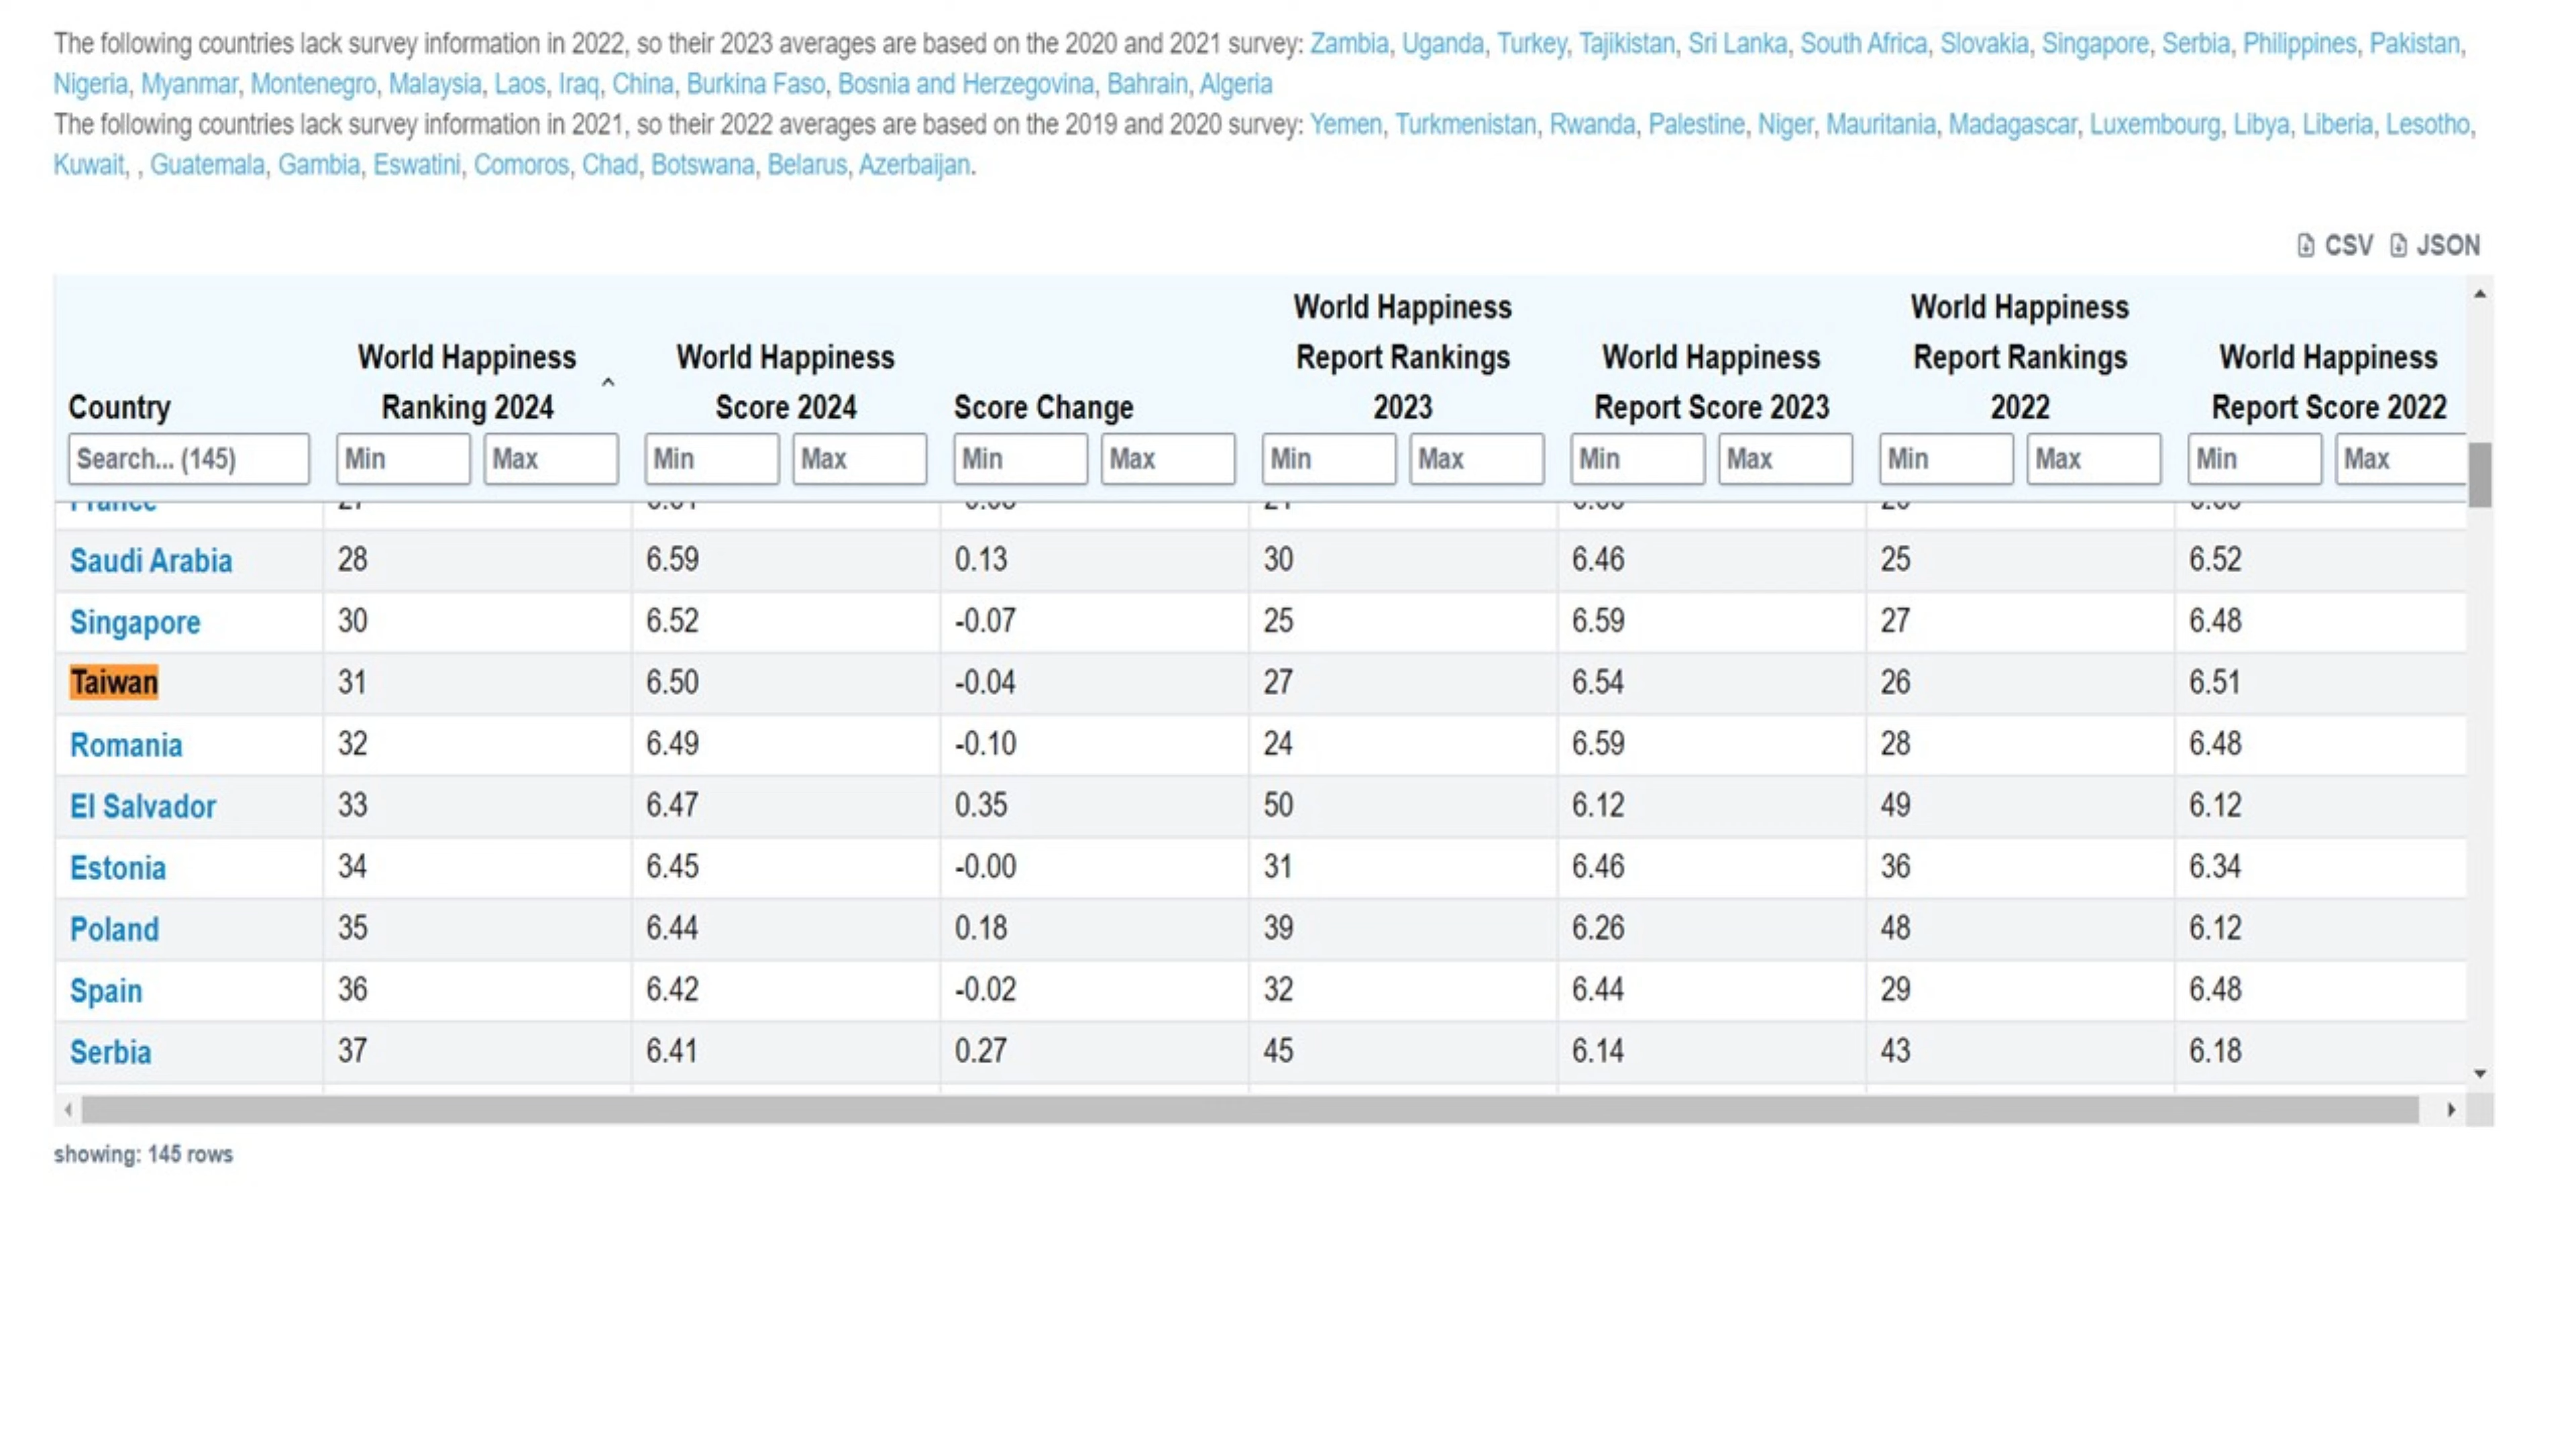 The following countries lack survey information in 2022, so their 2023 averages are based on the 2020 and 2021 survey: Zambia, Uganda, Turkey, Tajikistan, Sri Lanka, South Africa, Slovakia, Singapore, Serbia, Philippines, Pakistan,
Nigeria, Myanmar, Montenegro, Malaysia, Laos, Iraq, China, Burkina Faso, Bosnia and Herzegovina, Bahrain, Algeria
The following countries lack survey information in 2021, so their 2022 averages are based on the 2019 and 2020 survey: Yemen, Turkmenistan, Rwanda, Palestine, Niger, Mauritania, Madagascar, Luxembourg, Libya, Liberia, Lesotho,
Kuwait, , Guatemala, Gambia, Eswatini, Comoros, Chad, Botswana, Belarus, Azerbaijan.
CSV JSON
World Happiness World Happiness
World Happiness World Happiness Report Rankings World Happiness Report Rankings World Happiness
Country Ranking 2024 Score 2024 Score Change 2023 Report Score 2023 2022 Report Score 2022
Search... (145) Min Max Min Max Min Max Min Max Min Max Min Max Min Max
France
Saudi Arabia 28 6.59 0.13 30 6.46 25 6.52
Singapore 30 6.52 -0.07 25 6.59 27 6.48
Taiwan 31 6.50 -0.04 27 6.54 26 6.51
Romania 32 6.49 -0.10 24 6.59 28 6.48
El Salvador 33 6.47 0.35 50 6.12 49 6.12
Estonia 34 6.45 -0.00 31 6.46 36 6.34
Poland 35 6.44 0.18 39 6.26 48 6.12
Spain 36 6.42 -0.02 32 6.44 29 6.48
Serbia 37 6.41 0.27 45 6.14 43 6.18
showing: 145 rows